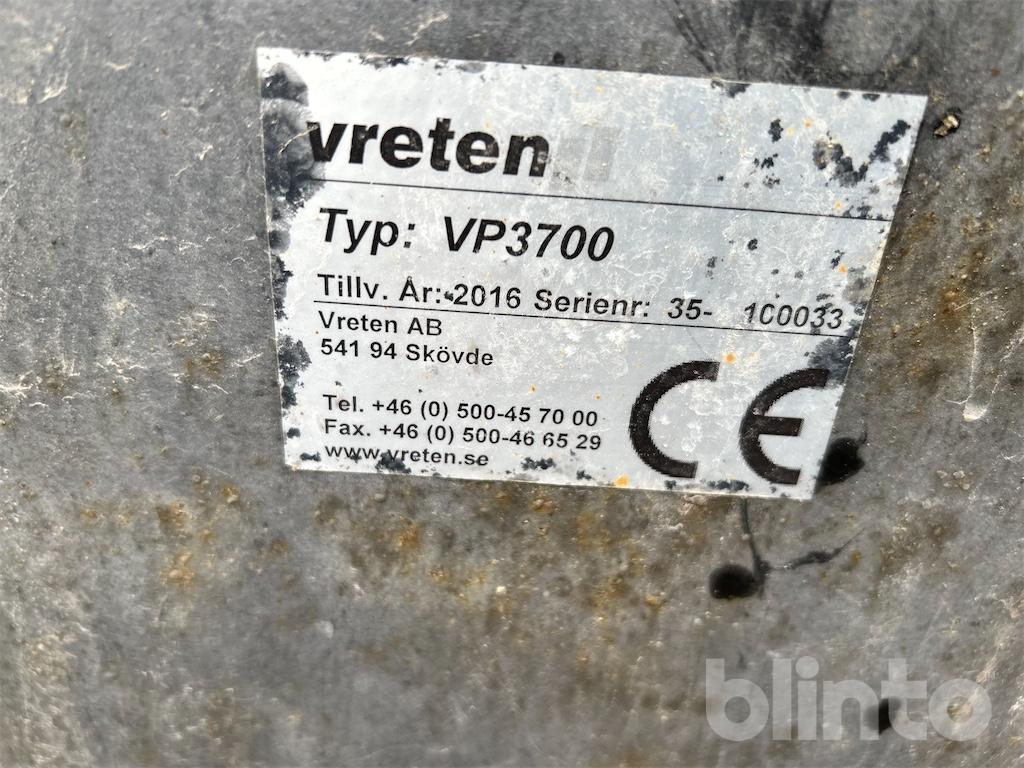 vreten
Typ: VP3700
Tillv. År: 2016 Serienr: 35- 100033
Vreten AB
541 94 Skövde
Tel. +46 (0) 500-45 70 00
Fax. +46 (0) 500-46 65 29
www.vreten.se
CE
blinto